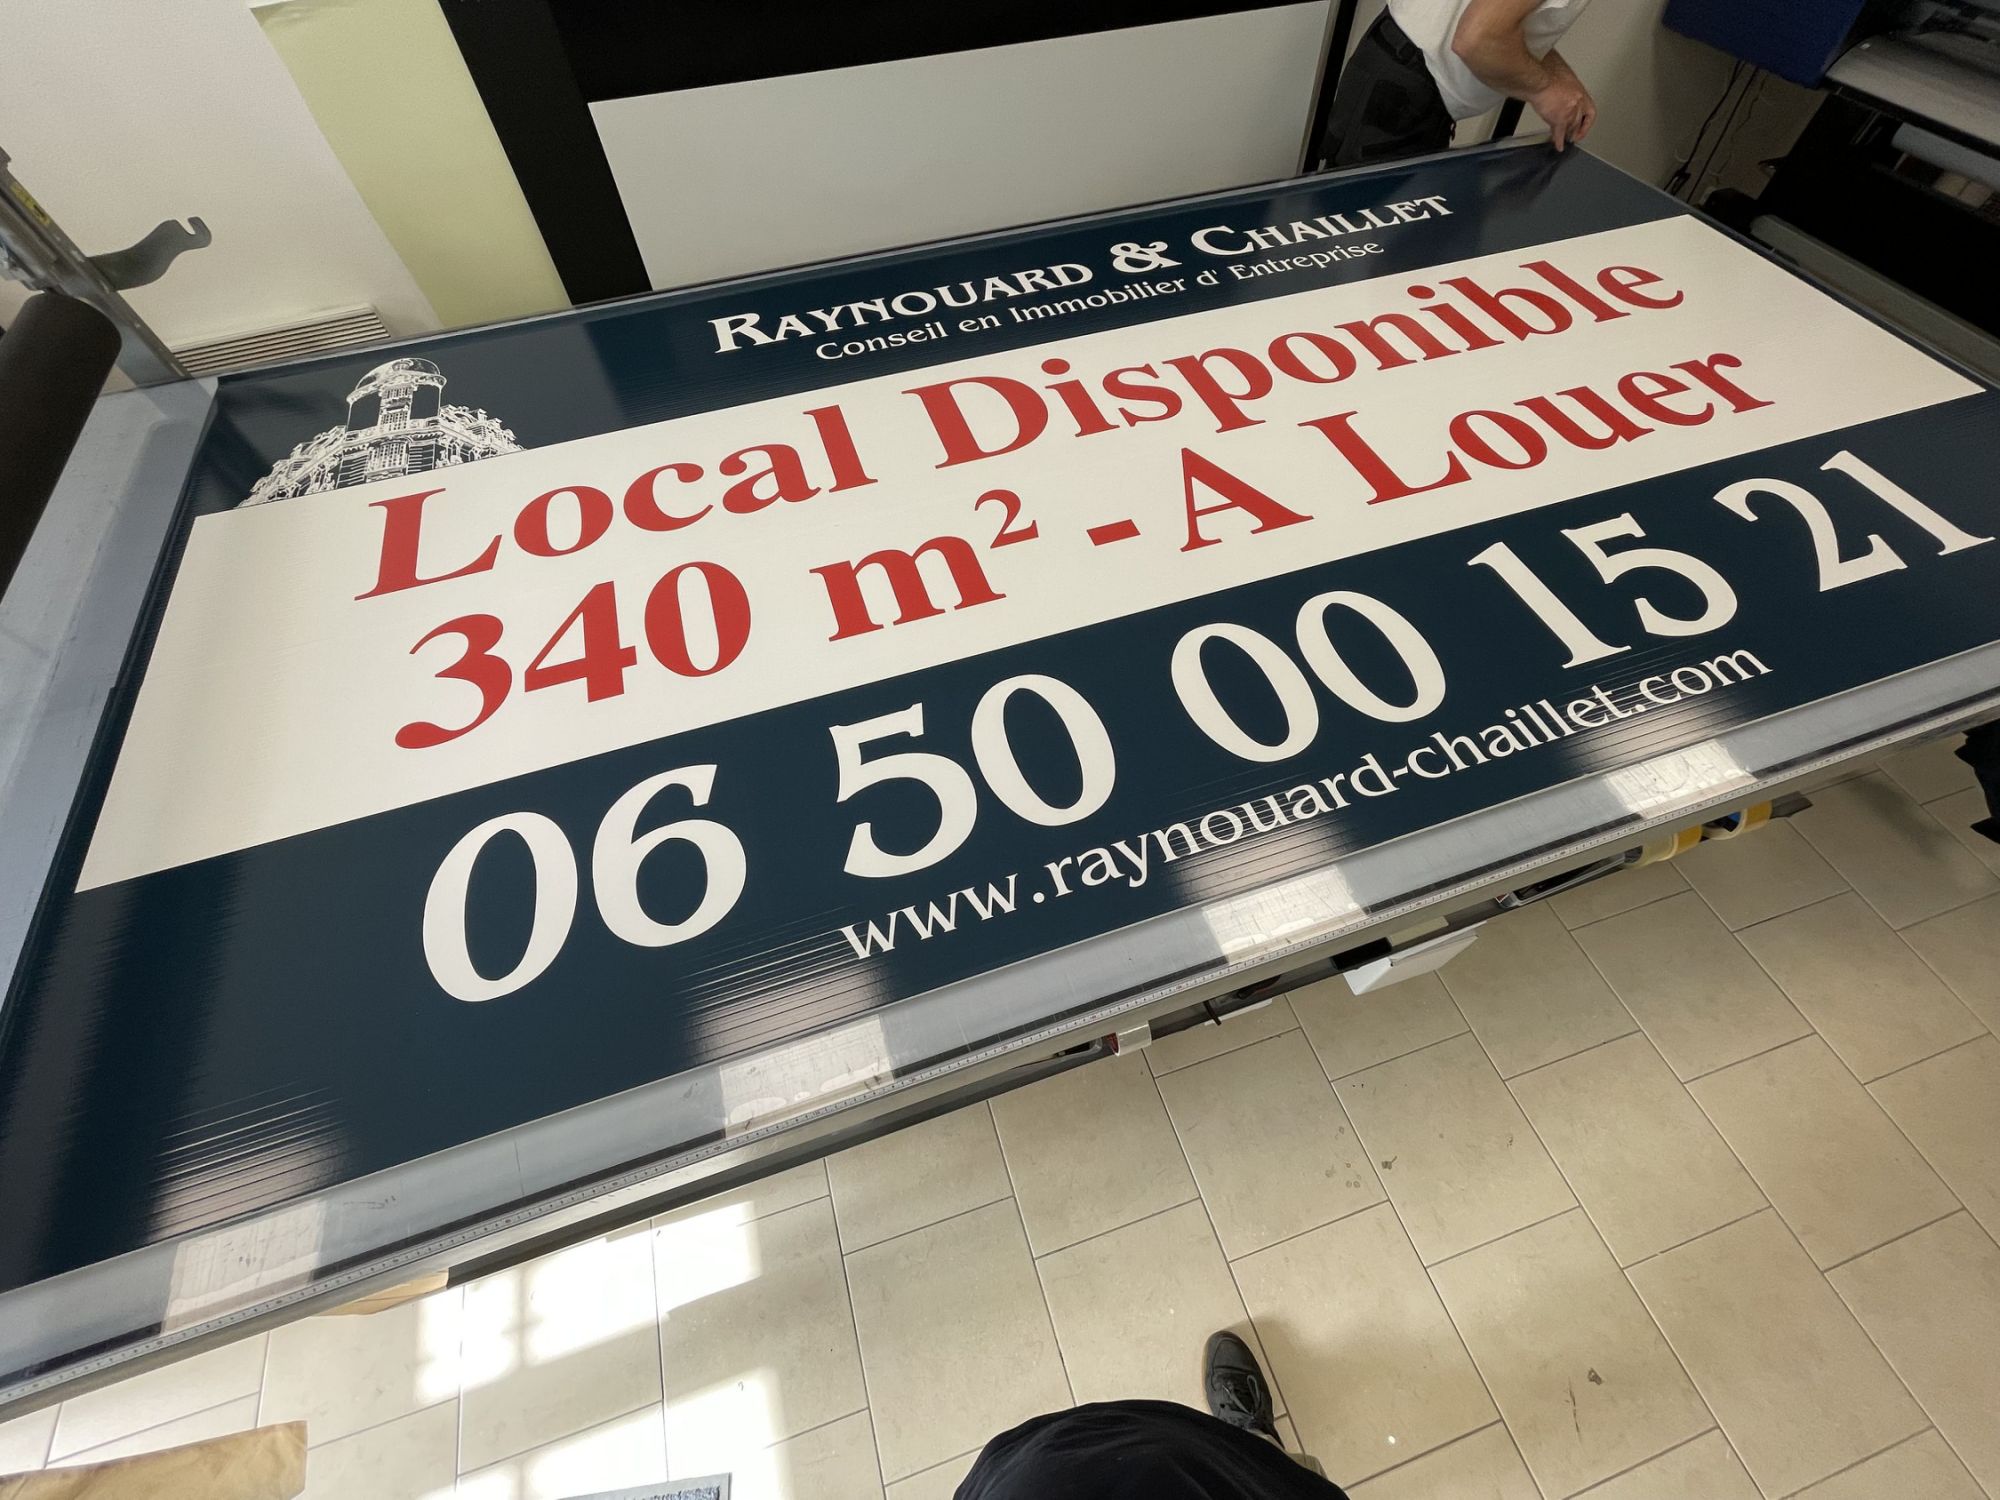 RAYNOUARD & CHAILLET
Conseil en Immobilier d' Entreprise
Local Disponible
340 m² - A Louer
06 50 00 15 21
www.raynouard-chaillet.com